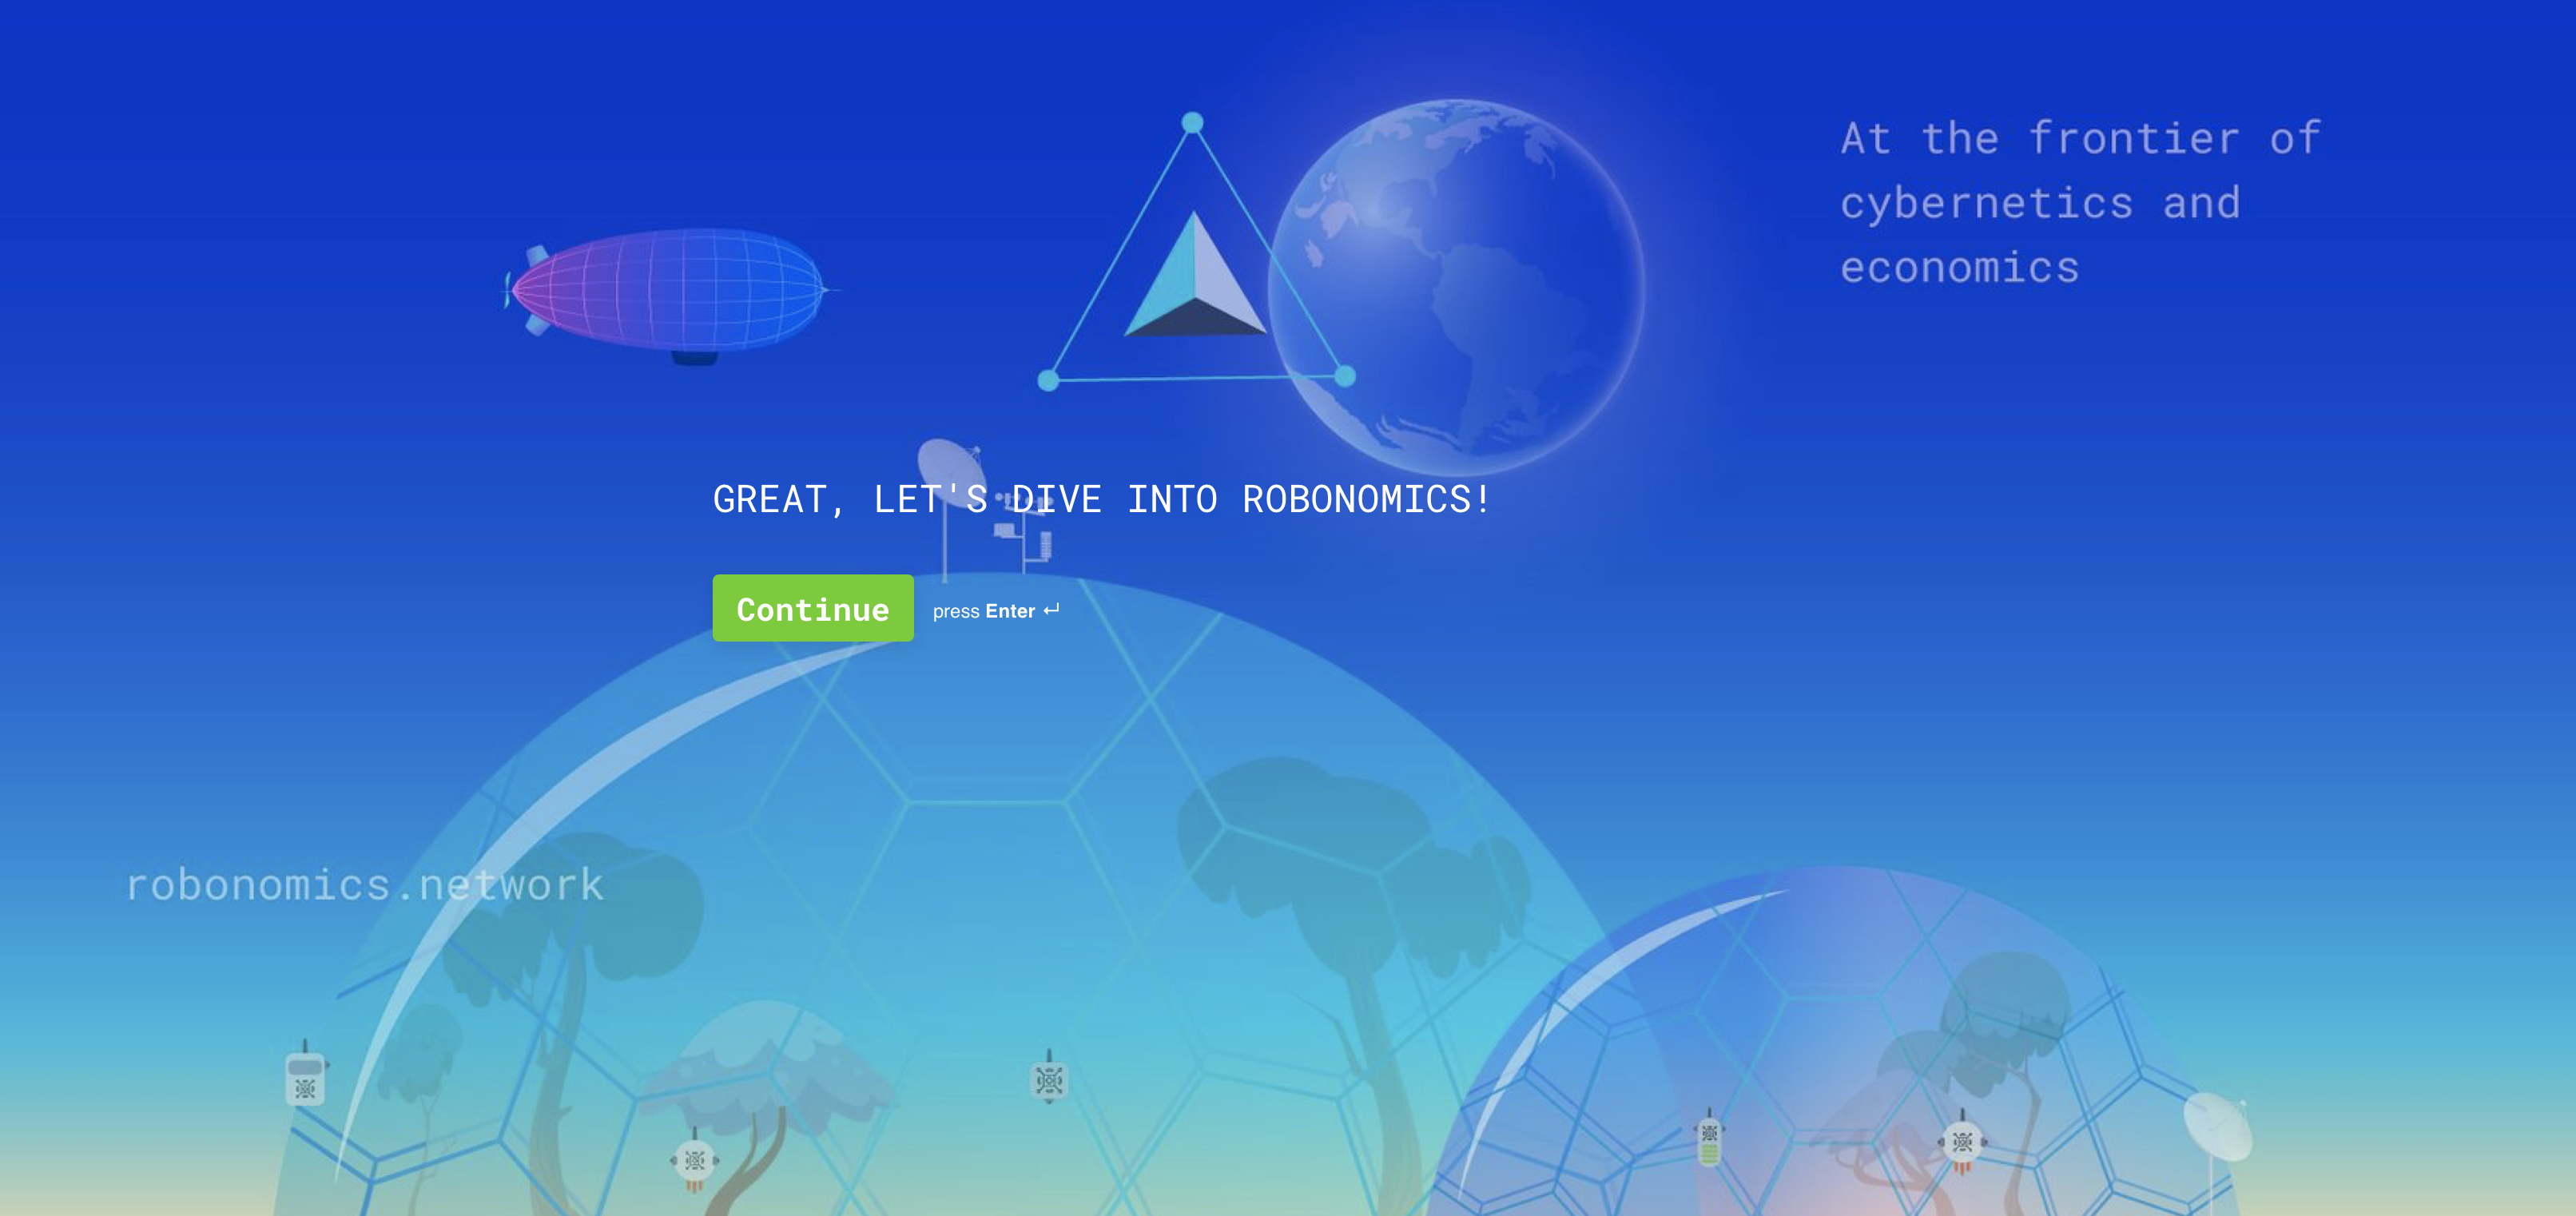 At the frontier of
cybernetics and
economics
GREAT, LET'S DIVE INTO ROBONOMICS!
Continue
press Enter ↵
robonomics.network